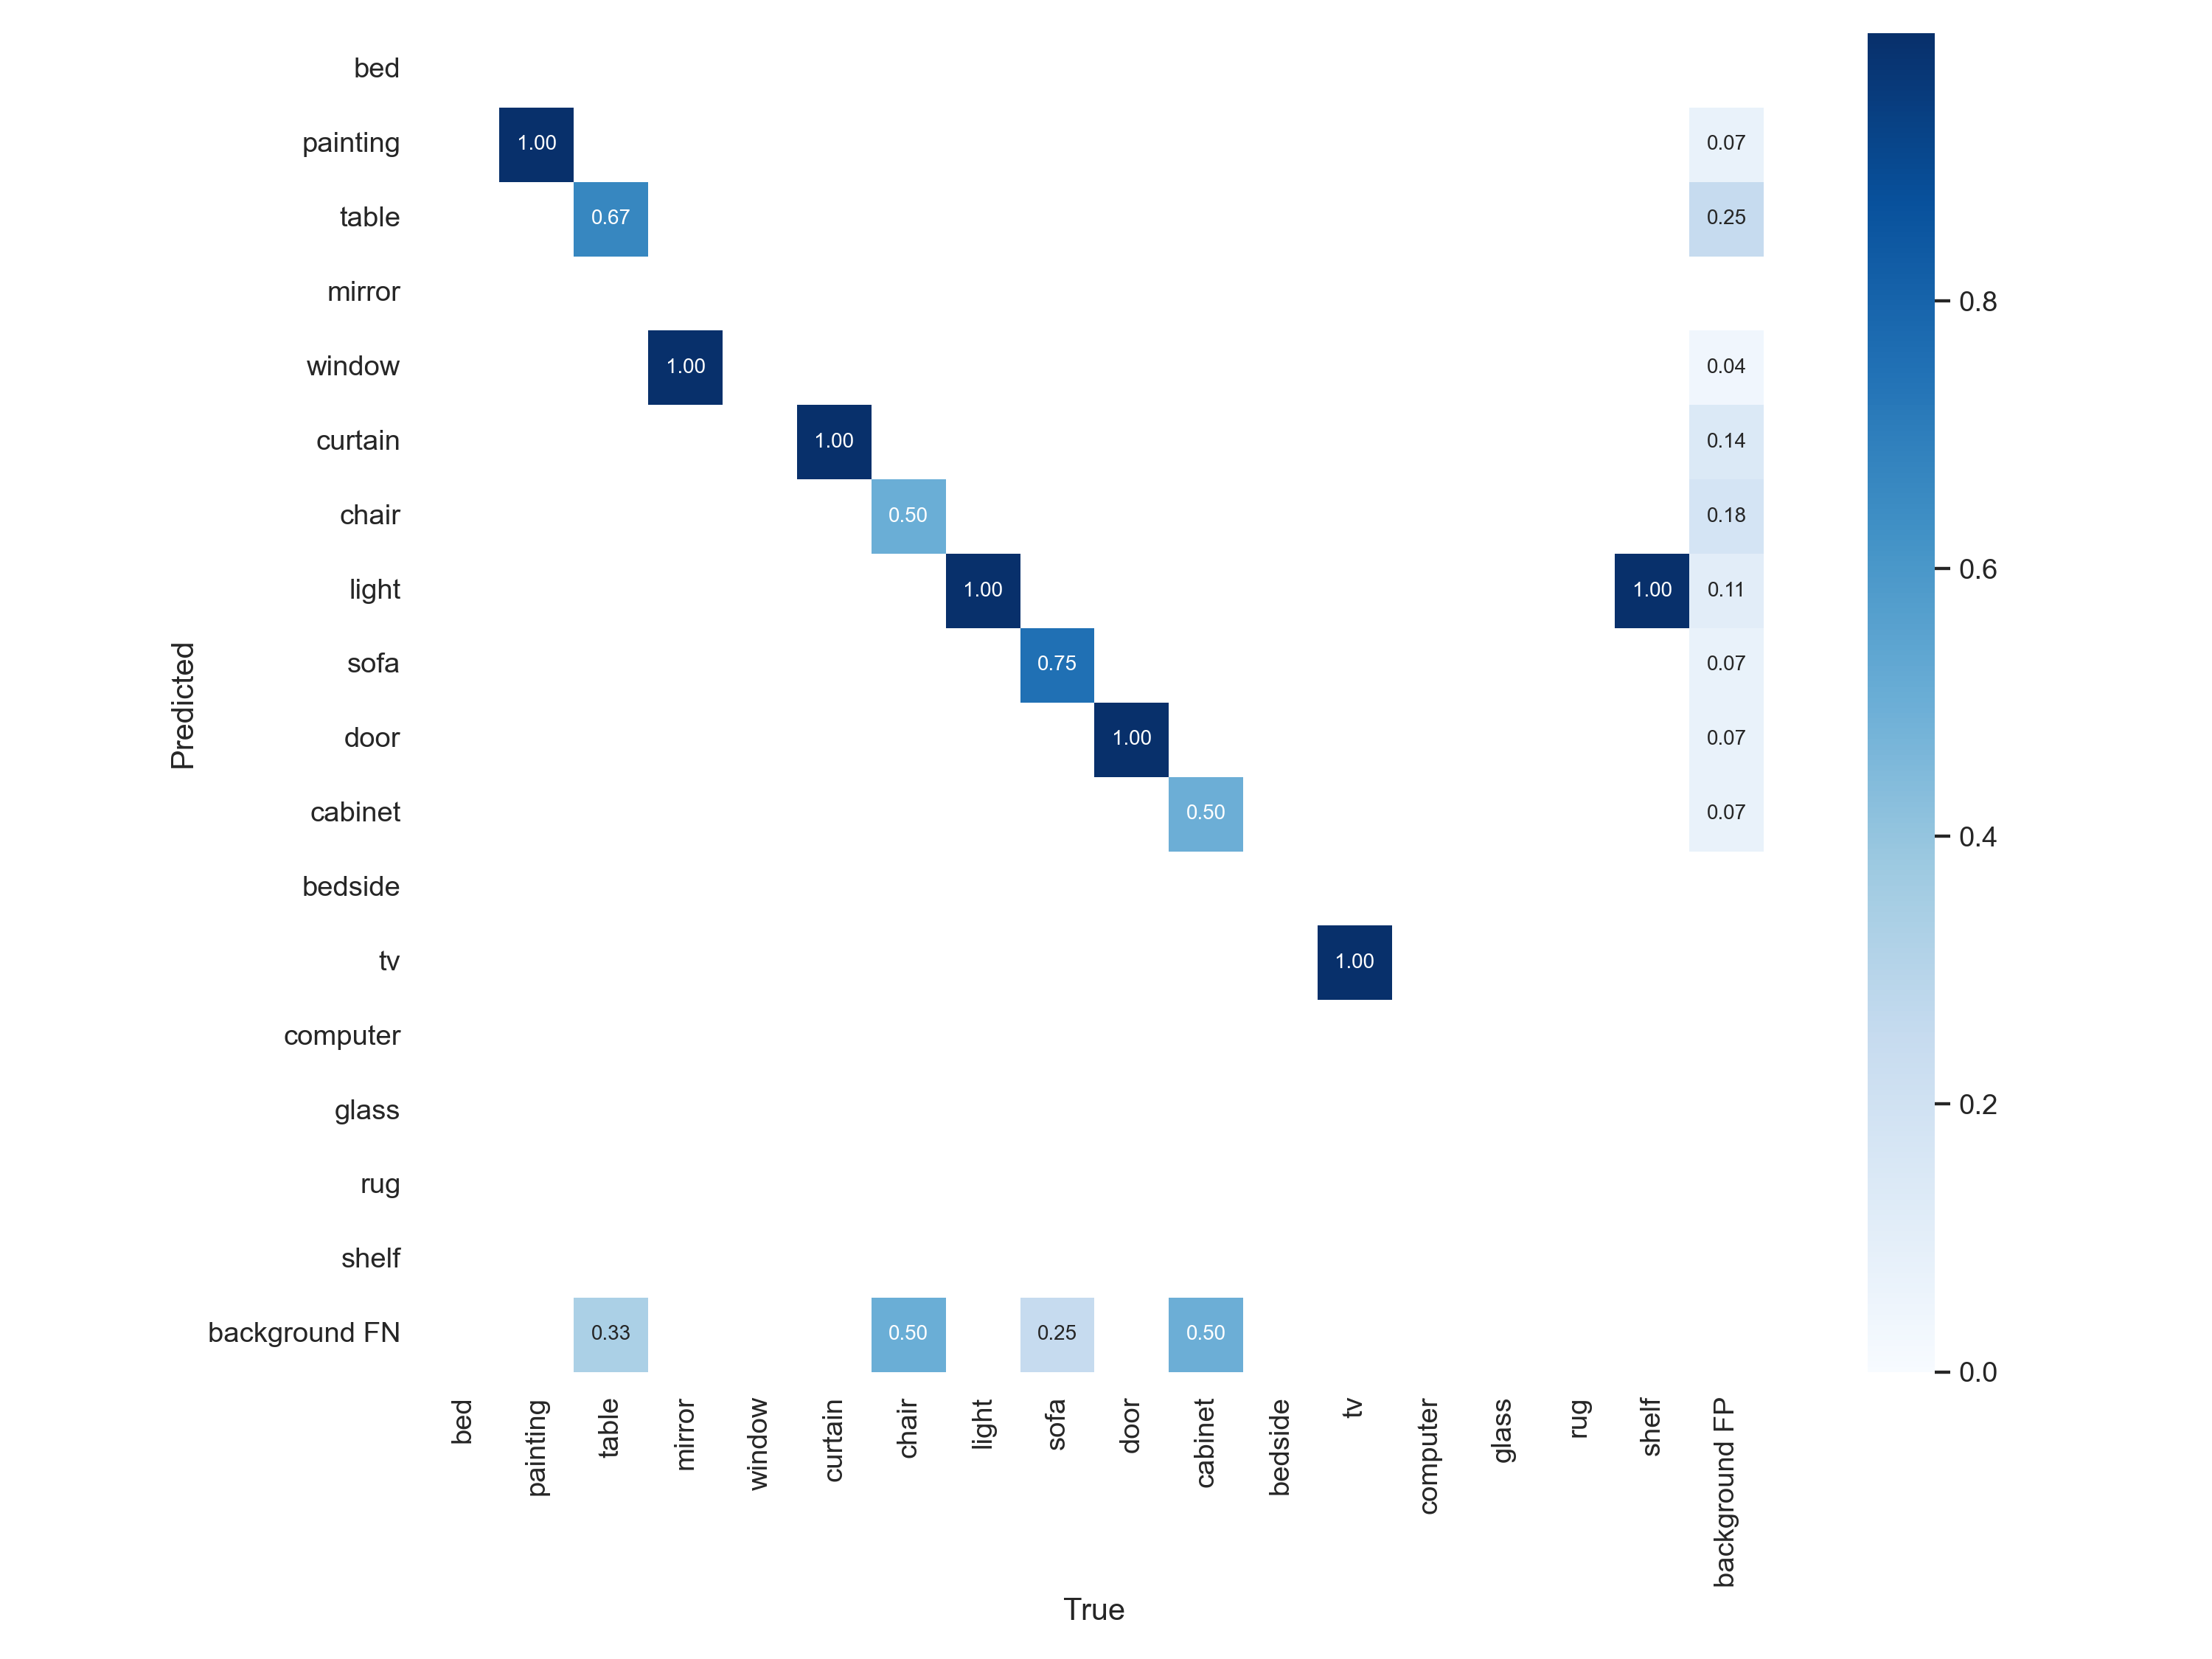 bed
painting 1.00 0.07
table 0.67 0.25
mirror
window 1.00 0.04
curtain 1.00 0.14
chair 0.50 0.18
light 1.00 1.00 0.11
sofa 0.75 0.07
door 1.00 0.07
cabinet 0.50 0.07
bedside
tv 1.00
computer
glass
rug
shelf
background FN 0.33 0.50 0.25 0.50
Predicted
bed painting table mirror window curtain chair light sofa door cabinet bedside tv computer glass rug shelf background FP
True
0.8
0.6
0.4
0.2
0.0